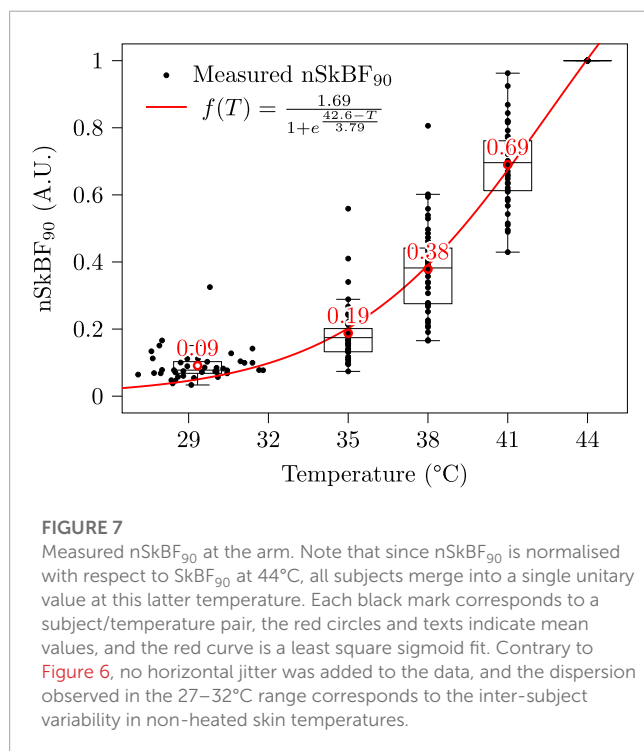 Measured nSkBF90
f(T) = 1.69 / 1+e^(42.6−T / 3.79)
1
0.8
0.6
0.4
0.2
0
nSkBF90 (A.U.)
0.09
0.19
0.38
0.69
29 32 35 38 41 44
Temperature (°C)
FIGURE 7
Measured nSkBF90 at the arm. Note that since nSkBF90 is normalised
with respect to SkBF90 at 44°C, all subjects merge into a single unitary
value at this latter temperature. Each black mark corresponds to a
subject/temperature pair, the red circles and texts indicate mean
values, and the red curve is a least square sigmoid fit. Contrary to
Figure 6, no horizontal jitter was added to the data, and the dispersion
observed in the 27–32°C range corresponds to the inter-subject
variability in non-heated skin temperatures.